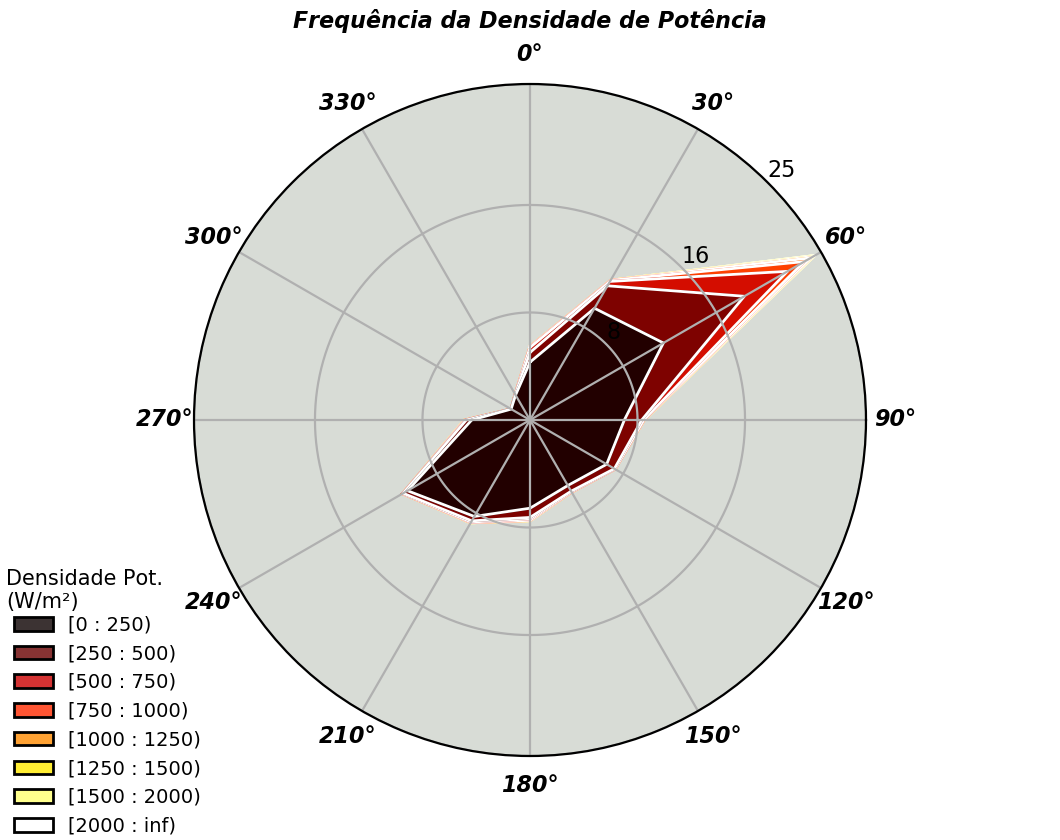 Frequência da Densidade de Potência
0°
330°
30°
25
300°
60°
16
8
270°
90°
240°
120°
210°
150°
180°
Densidade Pot.
(W/m²)
[0 : 250)
[250 : 500)
[500 : 750)
[750 : 1000)
[1000 : 1250)
[1250 : 1500)
[1500 : 2000)
[2000 : inf)